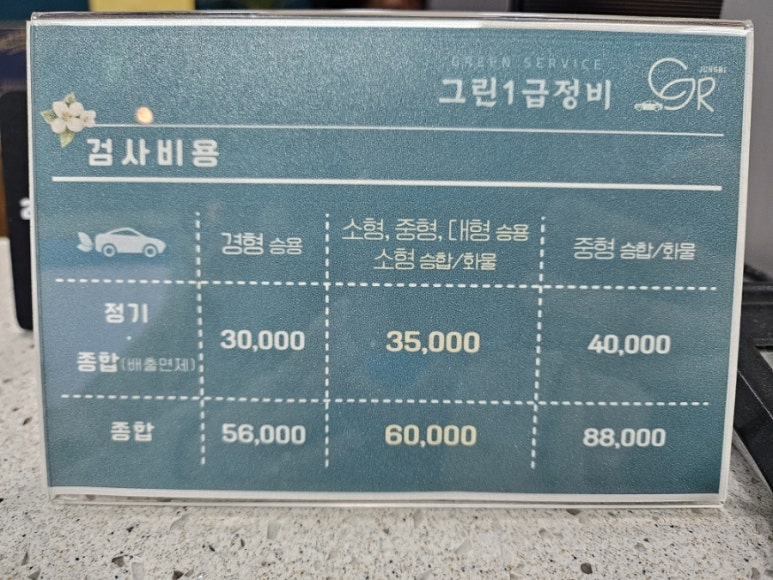 GREEN SERVICE
그린1급정비
JUNGBI
GR
검사비용
경형 승용
소형, 중형, 대형 승용
소형 승합/화물
중형 승합/화물
정기
·
종합(배출면제)
30,000
35,000
40,000
종합
56,000
60,000
88,000